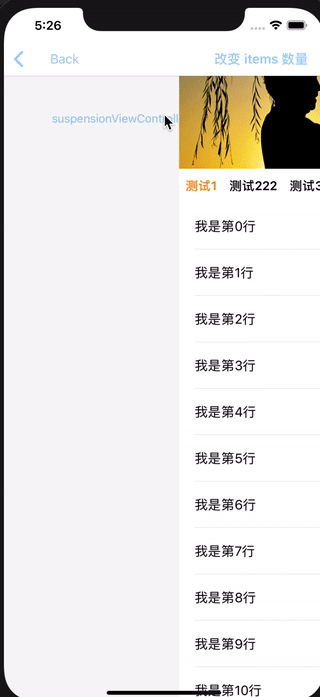 5:26
Back
改变 items 数量
suspensionViewControll
测试1 测试222 测试3
我是第0行
我是第1行
我是第2行
我是第3行
我是第4行
我是第5行
我是第6行
我是第7行
我是第8行
我是第9行
我是第10行